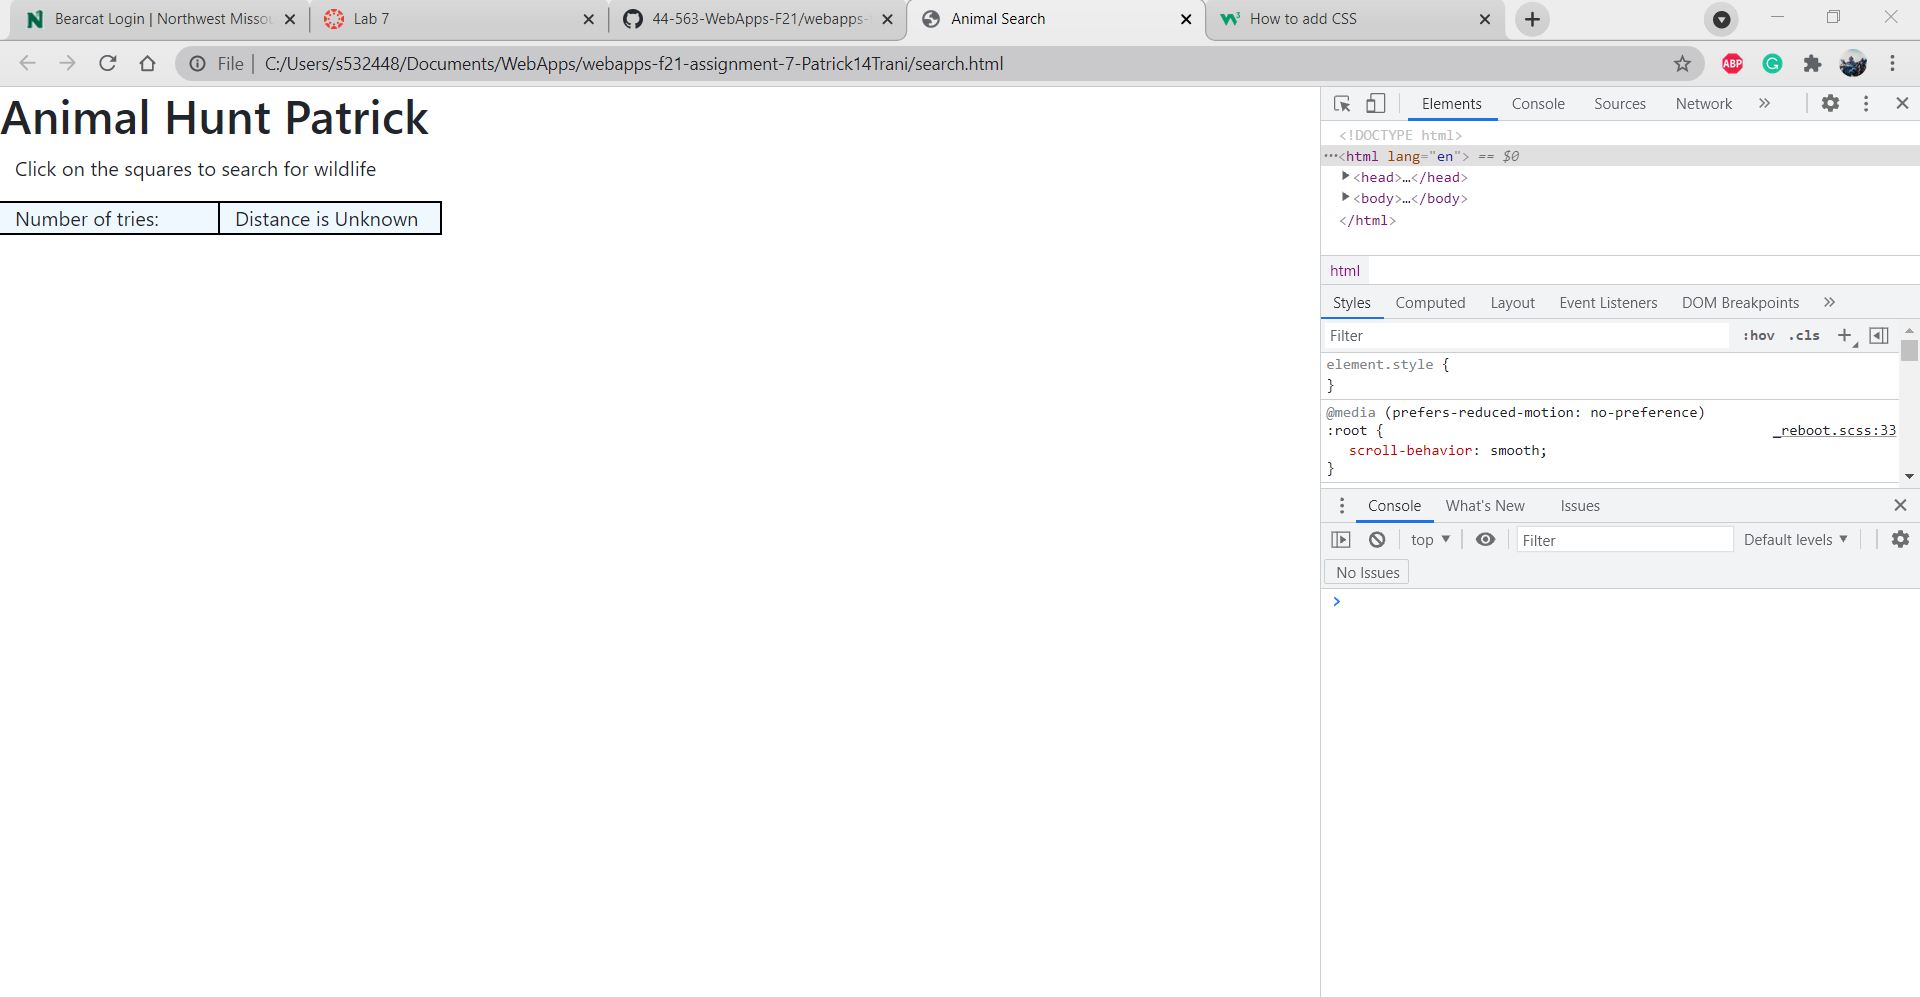 Bearcat Login | Northwest Missou
Lab 7
44-563-WebApps-F21/webapps-
Animal Search
How to add CSS
File | C:/Users/s532448/Documents/WebApps/webapps-f21-assignment-7-Patrick14Trani/search.html
ABP
Animal Hunt Patrick
Click on the squares to search for wildlife
Number of tries: Distance is Unknown
Elements Console Sources Network »
<!DOCTYPE html>
···<html lang="en"> == $0
<head>…</head>
<body>…</body>
</html>
html
Styles Computed Layout Event Listeners DOM Breakpoints »
Filter :hov .cls +
element.style {
}
@media (prefers-reduced-motion: no-preference)
:root { _reboot.scss:33
scroll-behavior: smooth;
}
Console What's New Issues
top Filter Default levels
No Issues
>